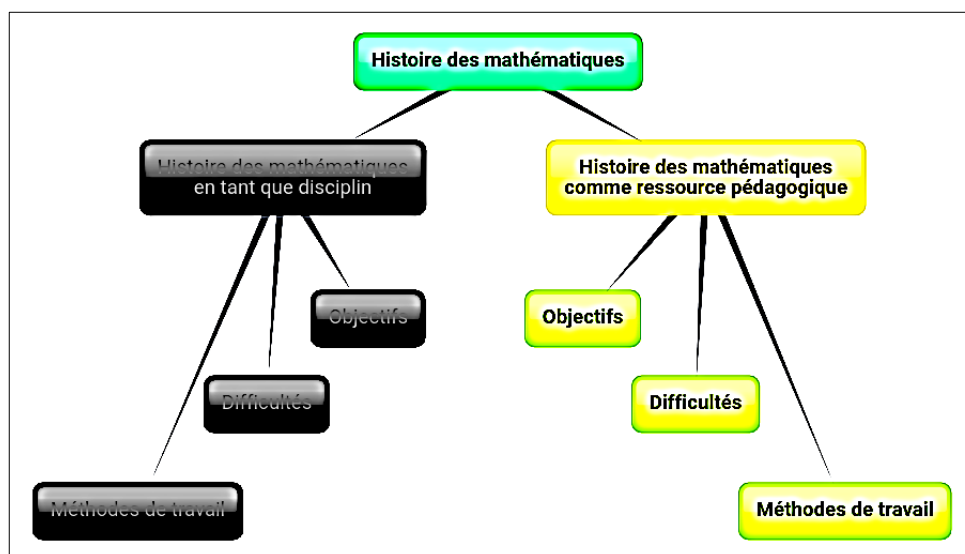 Histoire des mathématiques
Histoire des mathématiques
en tant que disciplin
Histoire des mathématiques
comme ressource pédagogique
Objectifs
Objectifs
Difficultés
Difficultés
Méthodes de travail
Méthodes de travail